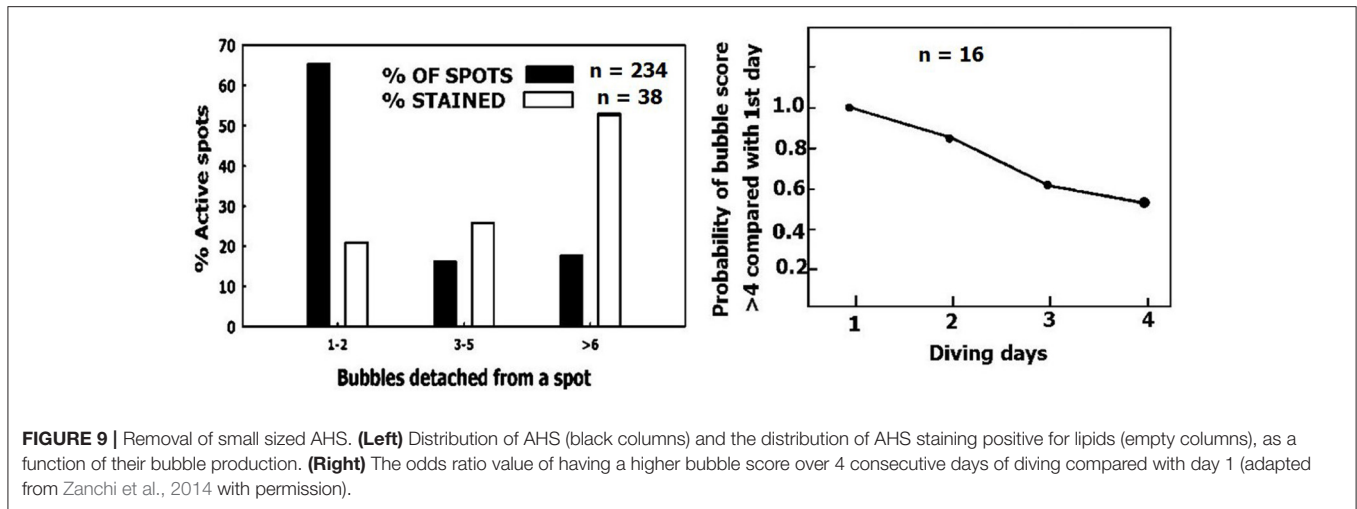 70
60
50
40
30
20
10
0
% Active spots
% OF SPOTS n = 234
% STAINED n = 38
1-2 3-5 >6
Bubbles detached from a spot
Probability of bubble score
>4 compared with 1st day
n = 16
1.0
0.8
0.6
0.4
0.2
1 2 3 4
Diving days
FIGURE 9 | Removal of small sized AHS. (Left) Distribution of AHS (black columns) and the distribution of AHS staining positive for lipids (empty columns), as a
function of their bubble production. (Right) The odds ratio value of having a higher bubble score over 4 consecutive days of diving compared with day 1 (adapted
from Zanchi et al., 2014 with permission).